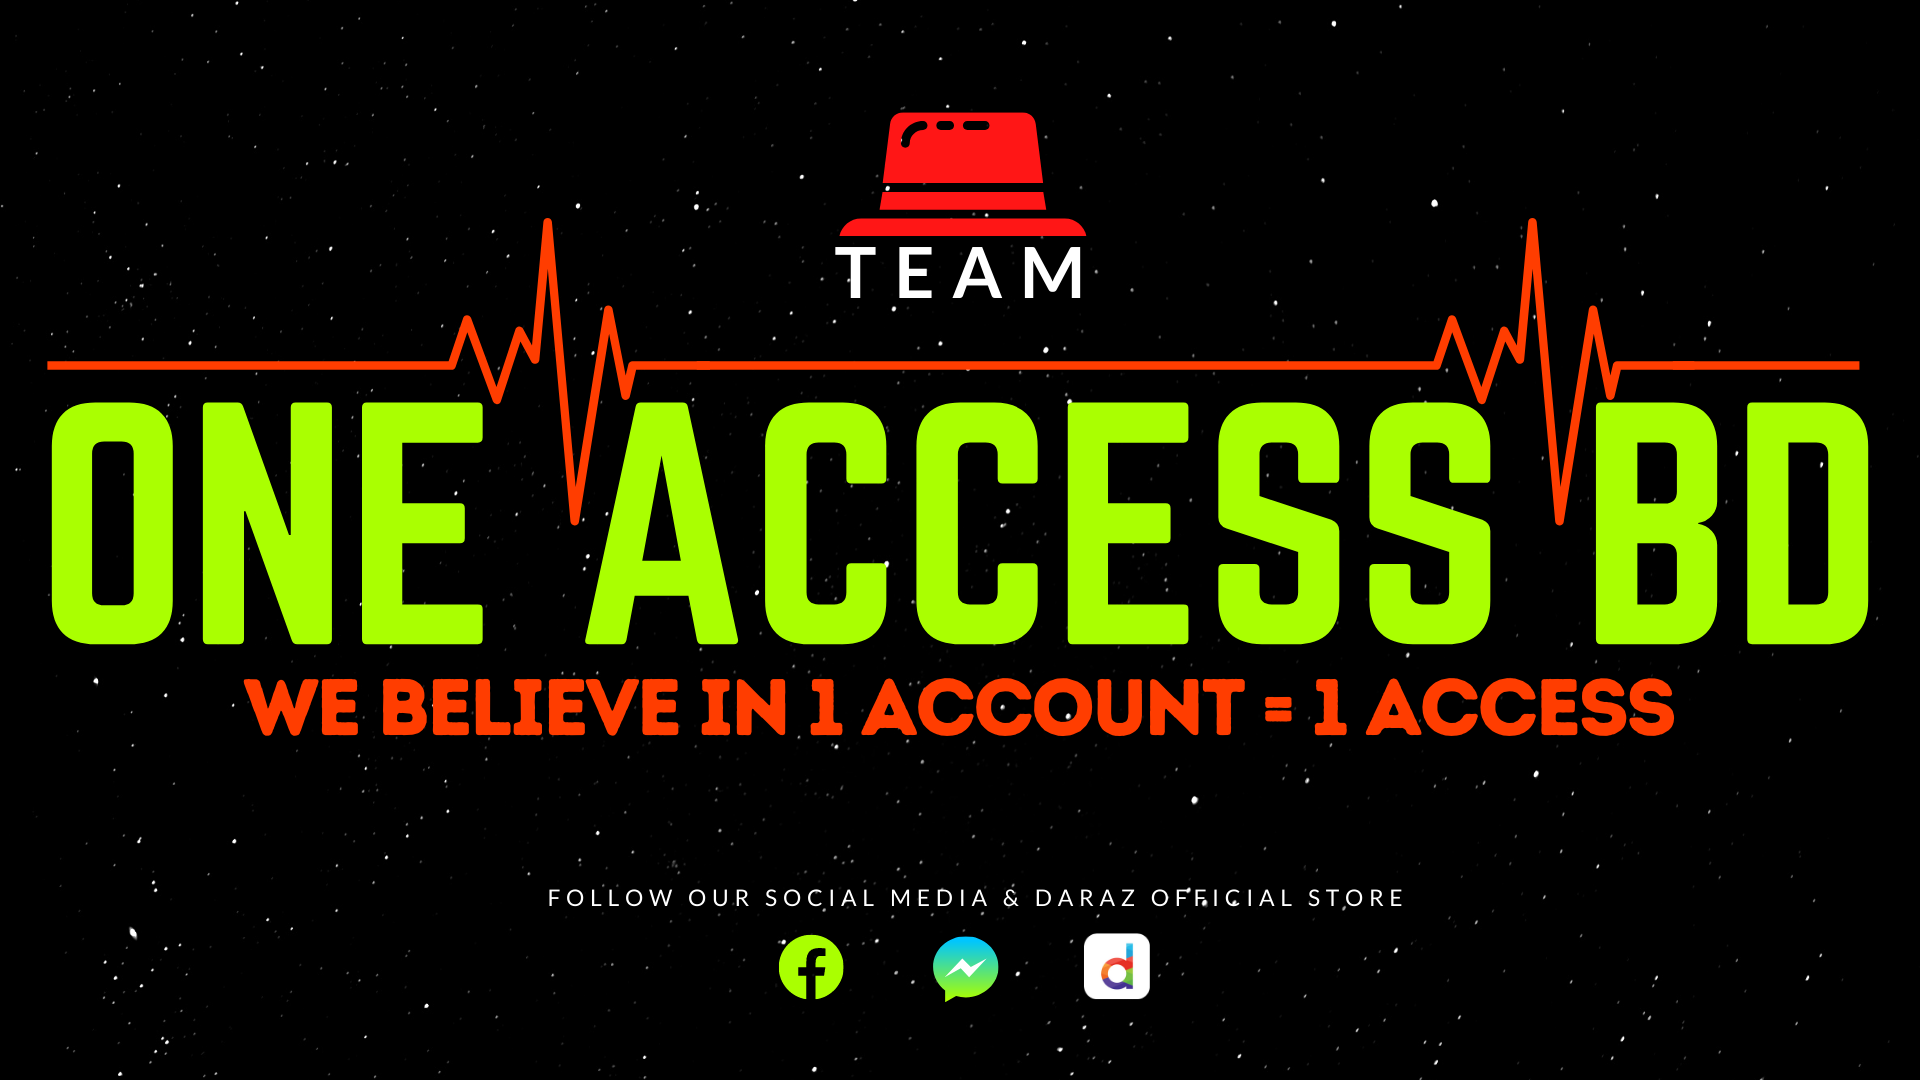 TEAM
ONE ACCESS BD
WE BELIEVE IN 1 ACCOUNT = 1 ACCESS
FOLLOW OUR SOCIAL MEDIA & DARAZ OFFICIAL STORE